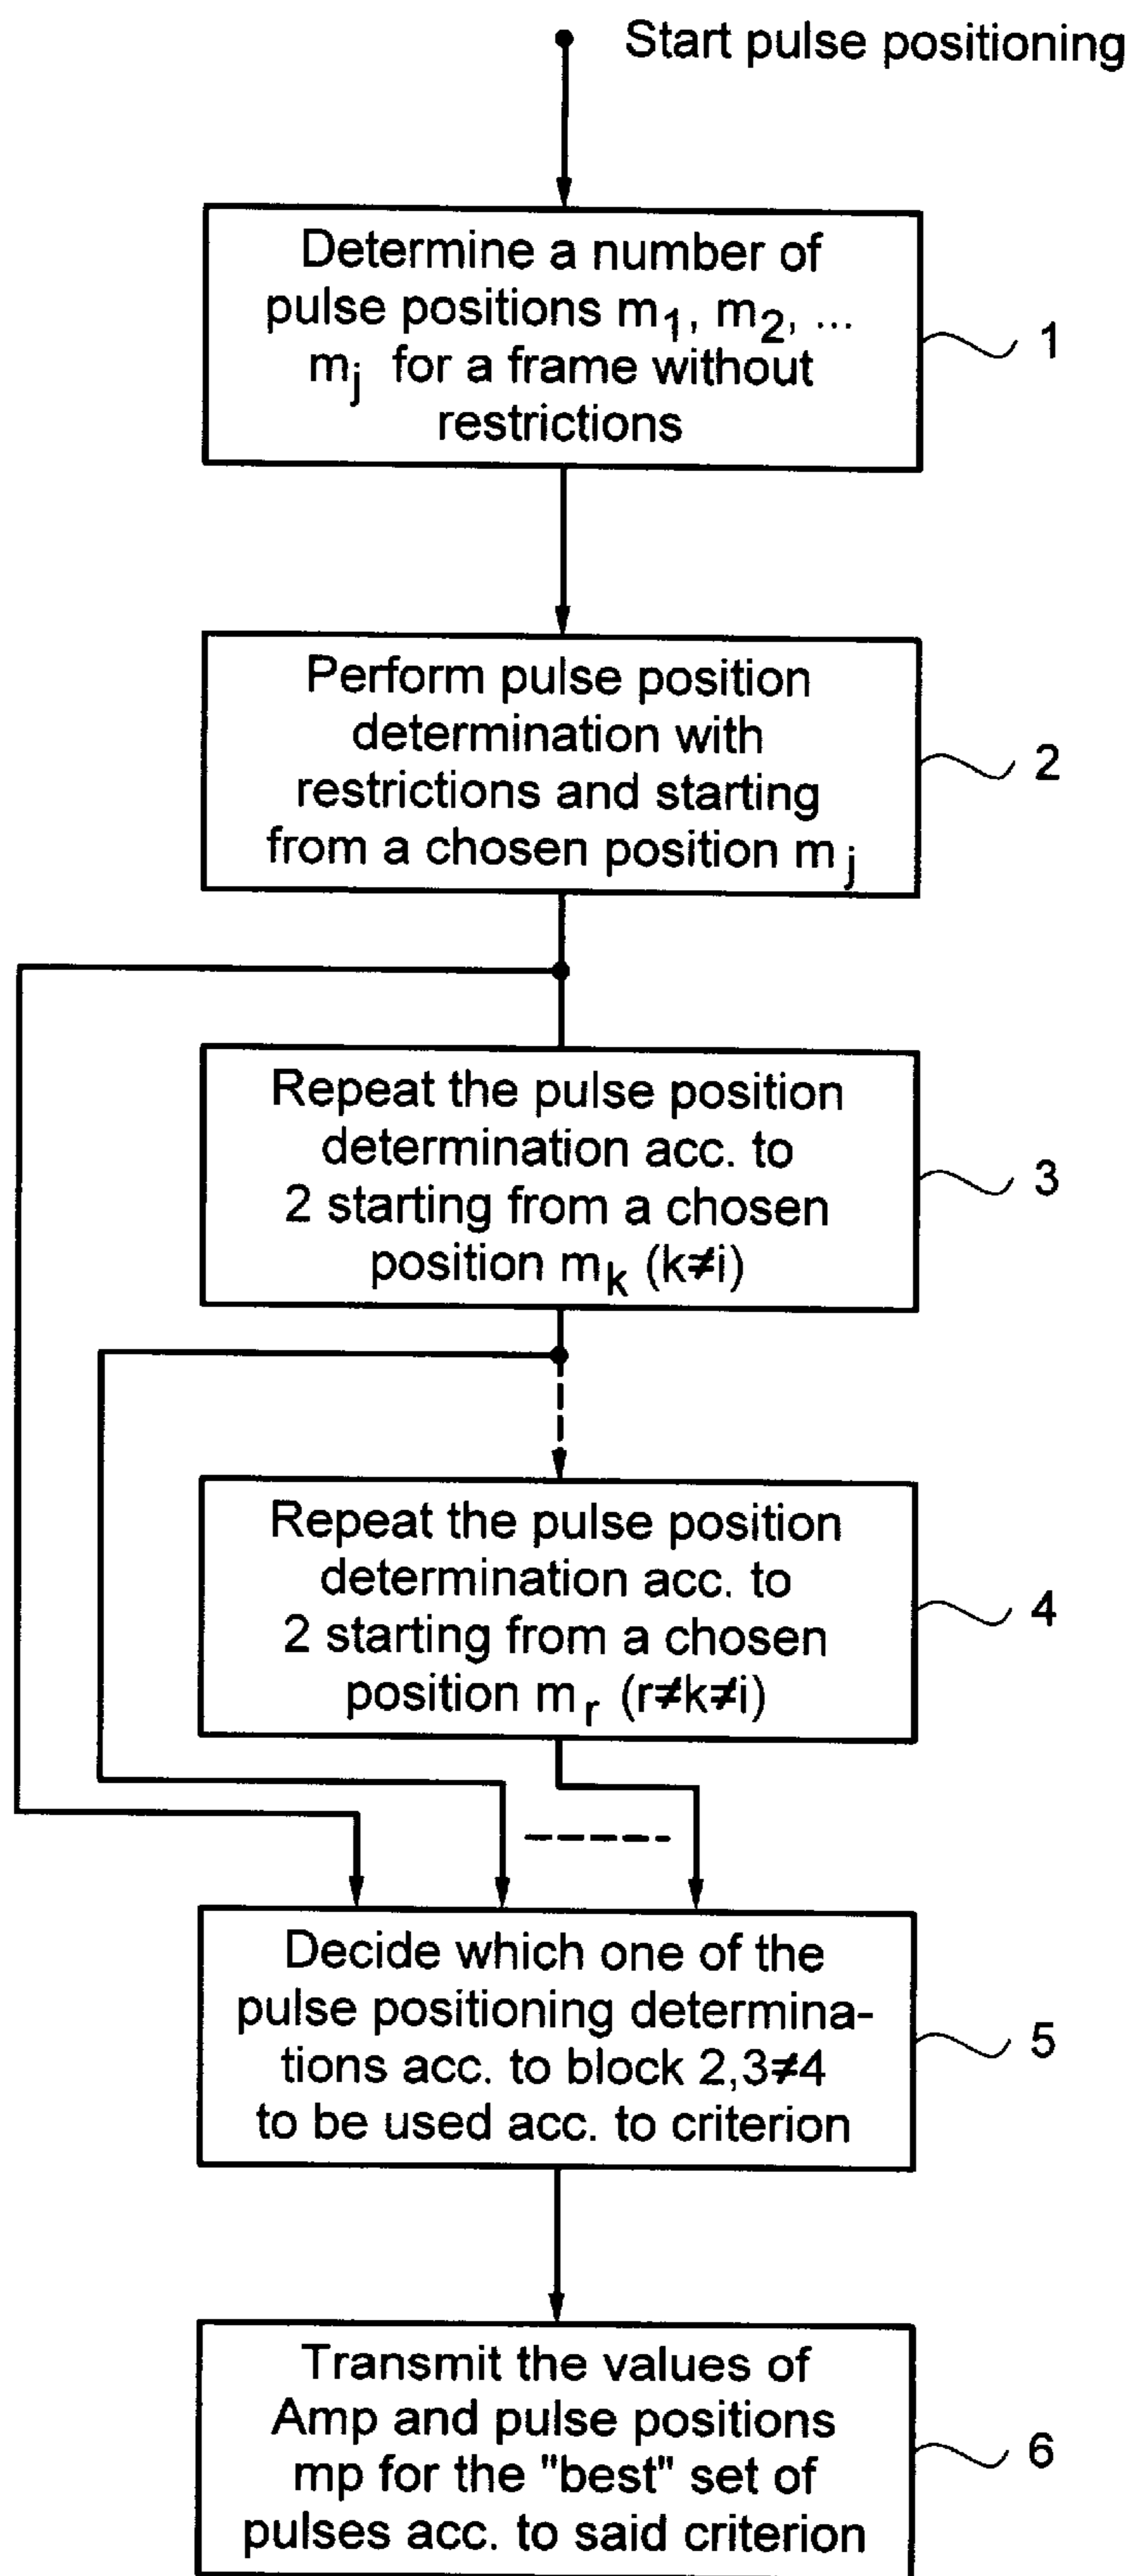 Start pulse positioning
Determine a number of
pulse positions m₁, m₂, ...
mⱼ for a frame without
restrictions
1
Perform pulse position
determination with
restrictions and starting
from a chosen position mⱼ
2
Repeat the pulse position
determination acc. to
2 starting from a chosen
position mₖ (k≠i)
3
Repeat the pulse position
determination acc. to
2 starting from a chosen
position mᵣ (r≠k≠i)
4
Decide which one of the
pulse positioning determina-
tions acc. to block 2,3≠4
to be used acc. to criterion
5
Transmit the values of
Amp and pulse positions
mp for the "best" set of
pulses acc. to said criterion
6